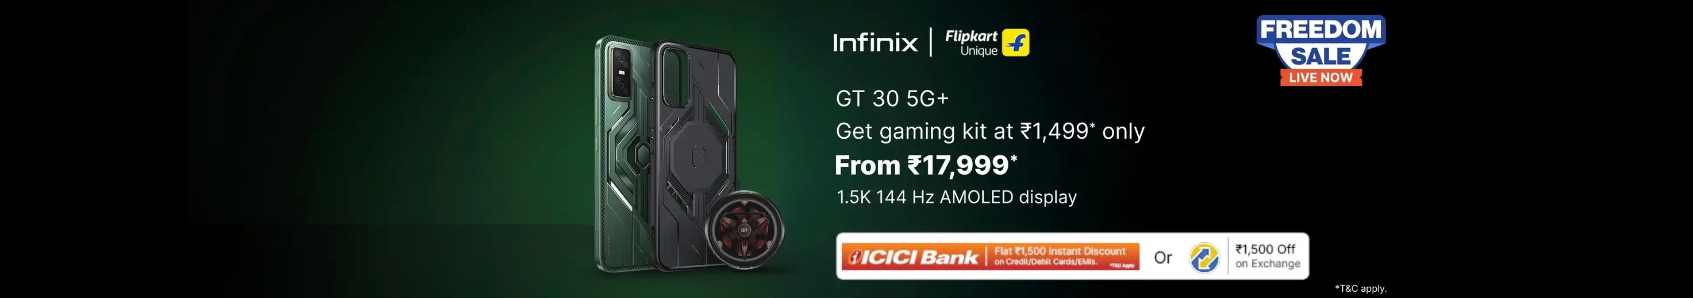 Infinix
Flipkart
Unique
FREEDOM
SALE
LIVE NOW
GT 30 5G+
Get gaming kit at ₹1,499* only
From ₹17,999*
1.5K 144 Hz AMOLED display
ICICI Bank
Flat ₹1,500 Instant Discount
on Credit/Debit Cards/EMIs.
*T&C Apply
Or
₹1,500 Off
on Exchange
*T&C apply.